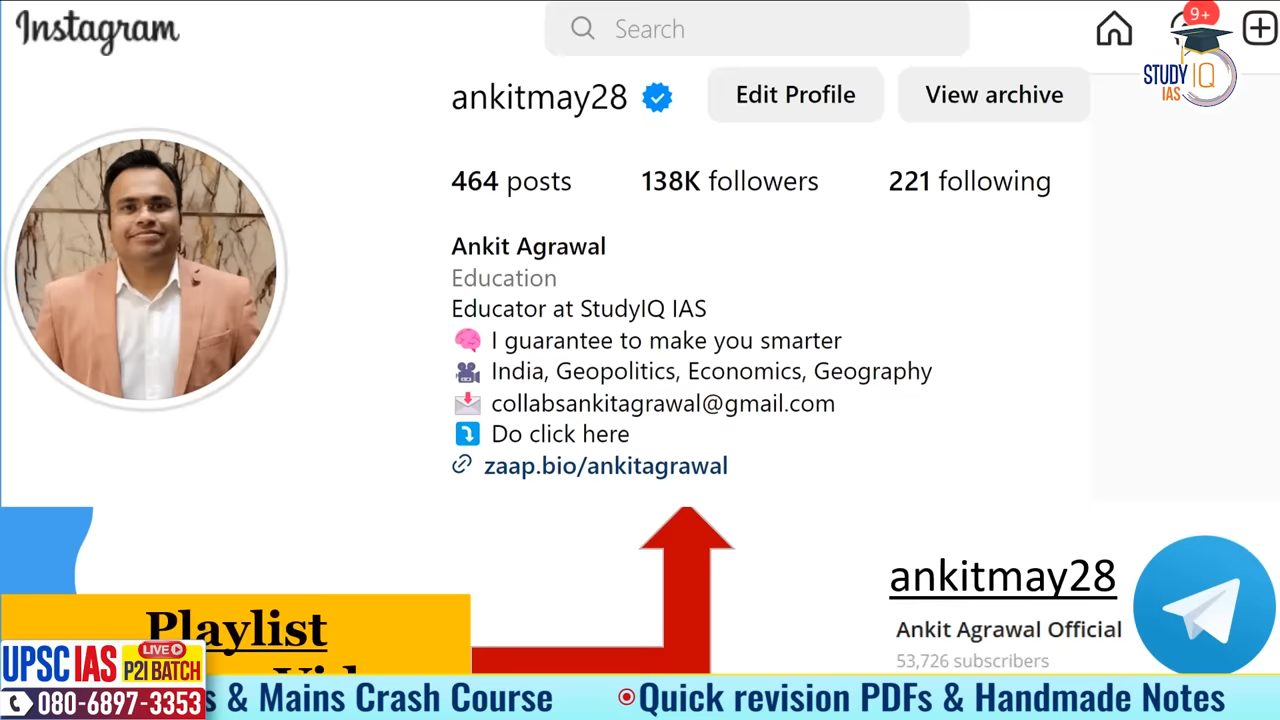 Instagram
Search
9+
STUDY IQ
IAS
ankitmay28
Edit Profile
View archive
464 posts
138K followers
221 following
Ankit Agrawal
Education
Educator at StudyIQ IAS
I guarantee to make you smarter
India, Geopolitics, Economics, Geography
collabsankitagrawal@gmail.com
Do click here
zaap.bio/ankitagrawal
ankitmay28
Ankit Agrawal Official
53,726 subscribers
Playlist
UPSC IAS LIVE P2I BATCH
080-6897-3353
& Mains Crash Course Quick revision PDFs & Handmade Notes